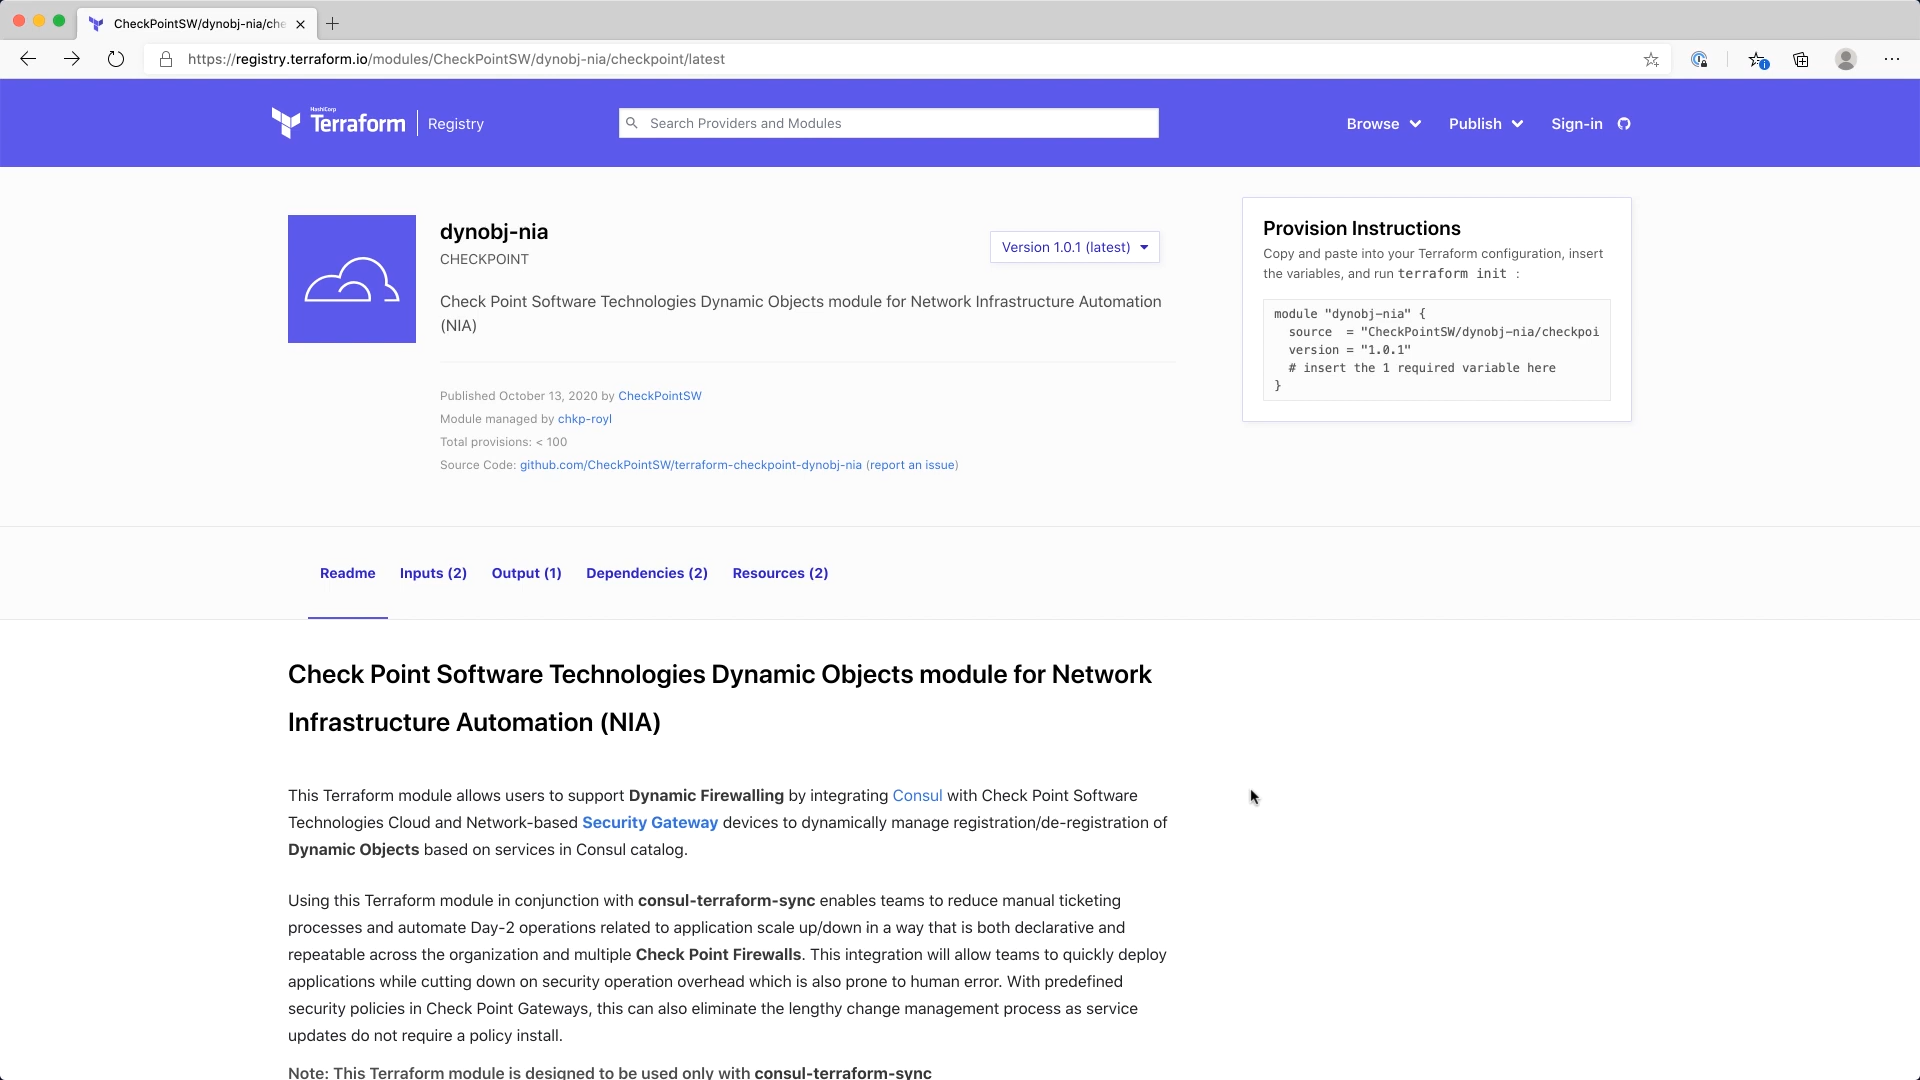 CheckPointSW/dynobj-nia/che
https://registry.terraform.io/modules/CheckPointSW/dynobj-nia/checkpoint/latest
HashiCorp
Terraform
Registry
Search Providers and Modules
Browse
Publish
Sign-in
dynobj-nia
CHECKPOINT
Version 1.0.1 (latest)
Check Point Software Technologies Dynamic Objects module for Network Infrastructure Automation
(NIA)
Published October 13, 2020 by CheckPointSW
Module managed by chkp-royl
Total provisions: < 100
Source Code: github.com/CheckPointSW/terraform-checkpoint-dynobj-nia (report an issue)
Provision Instructions
Copy and paste into your Terraform configuration, insert
the variables, and run terraform init :
module "dynobj-nia" {
source = "CheckPointSW/dynobj-nia/checkpoi
version = "1.0.1"
# insert the 1 required variable here
}
Readme
Inputs (2)
Output (1)
Dependencies (2)
Resources (2)
Check Point Software Technologies Dynamic Objects module for Network
Infrastructure Automation (NIA)
This Terraform module allows users to support Dynamic Firewalling by integrating Consul with Check Point Software
Technologies Cloud and Network-based Security Gateway devices to dynamically manage registration/de-registration of
Dynamic Objects based on services in Consul catalog.
Using this Terraform module in conjunction with consul-terraform-sync enables teams to reduce manual ticketing
processes and automate Day-2 operations related to application scale up/down in a way that is both declarative and
repeatable across the organization and multiple Check Point Firewalls. This integration will allow teams to quickly deploy
applications while cutting down on security operation overhead which is also prone to human error. With predefined
security policies in Check Point Gateways, this can also eliminate the lengthy change management process as service
updates do not require a policy install.
Note: This Terraform module is designed to be used only with consul-terraform-sync